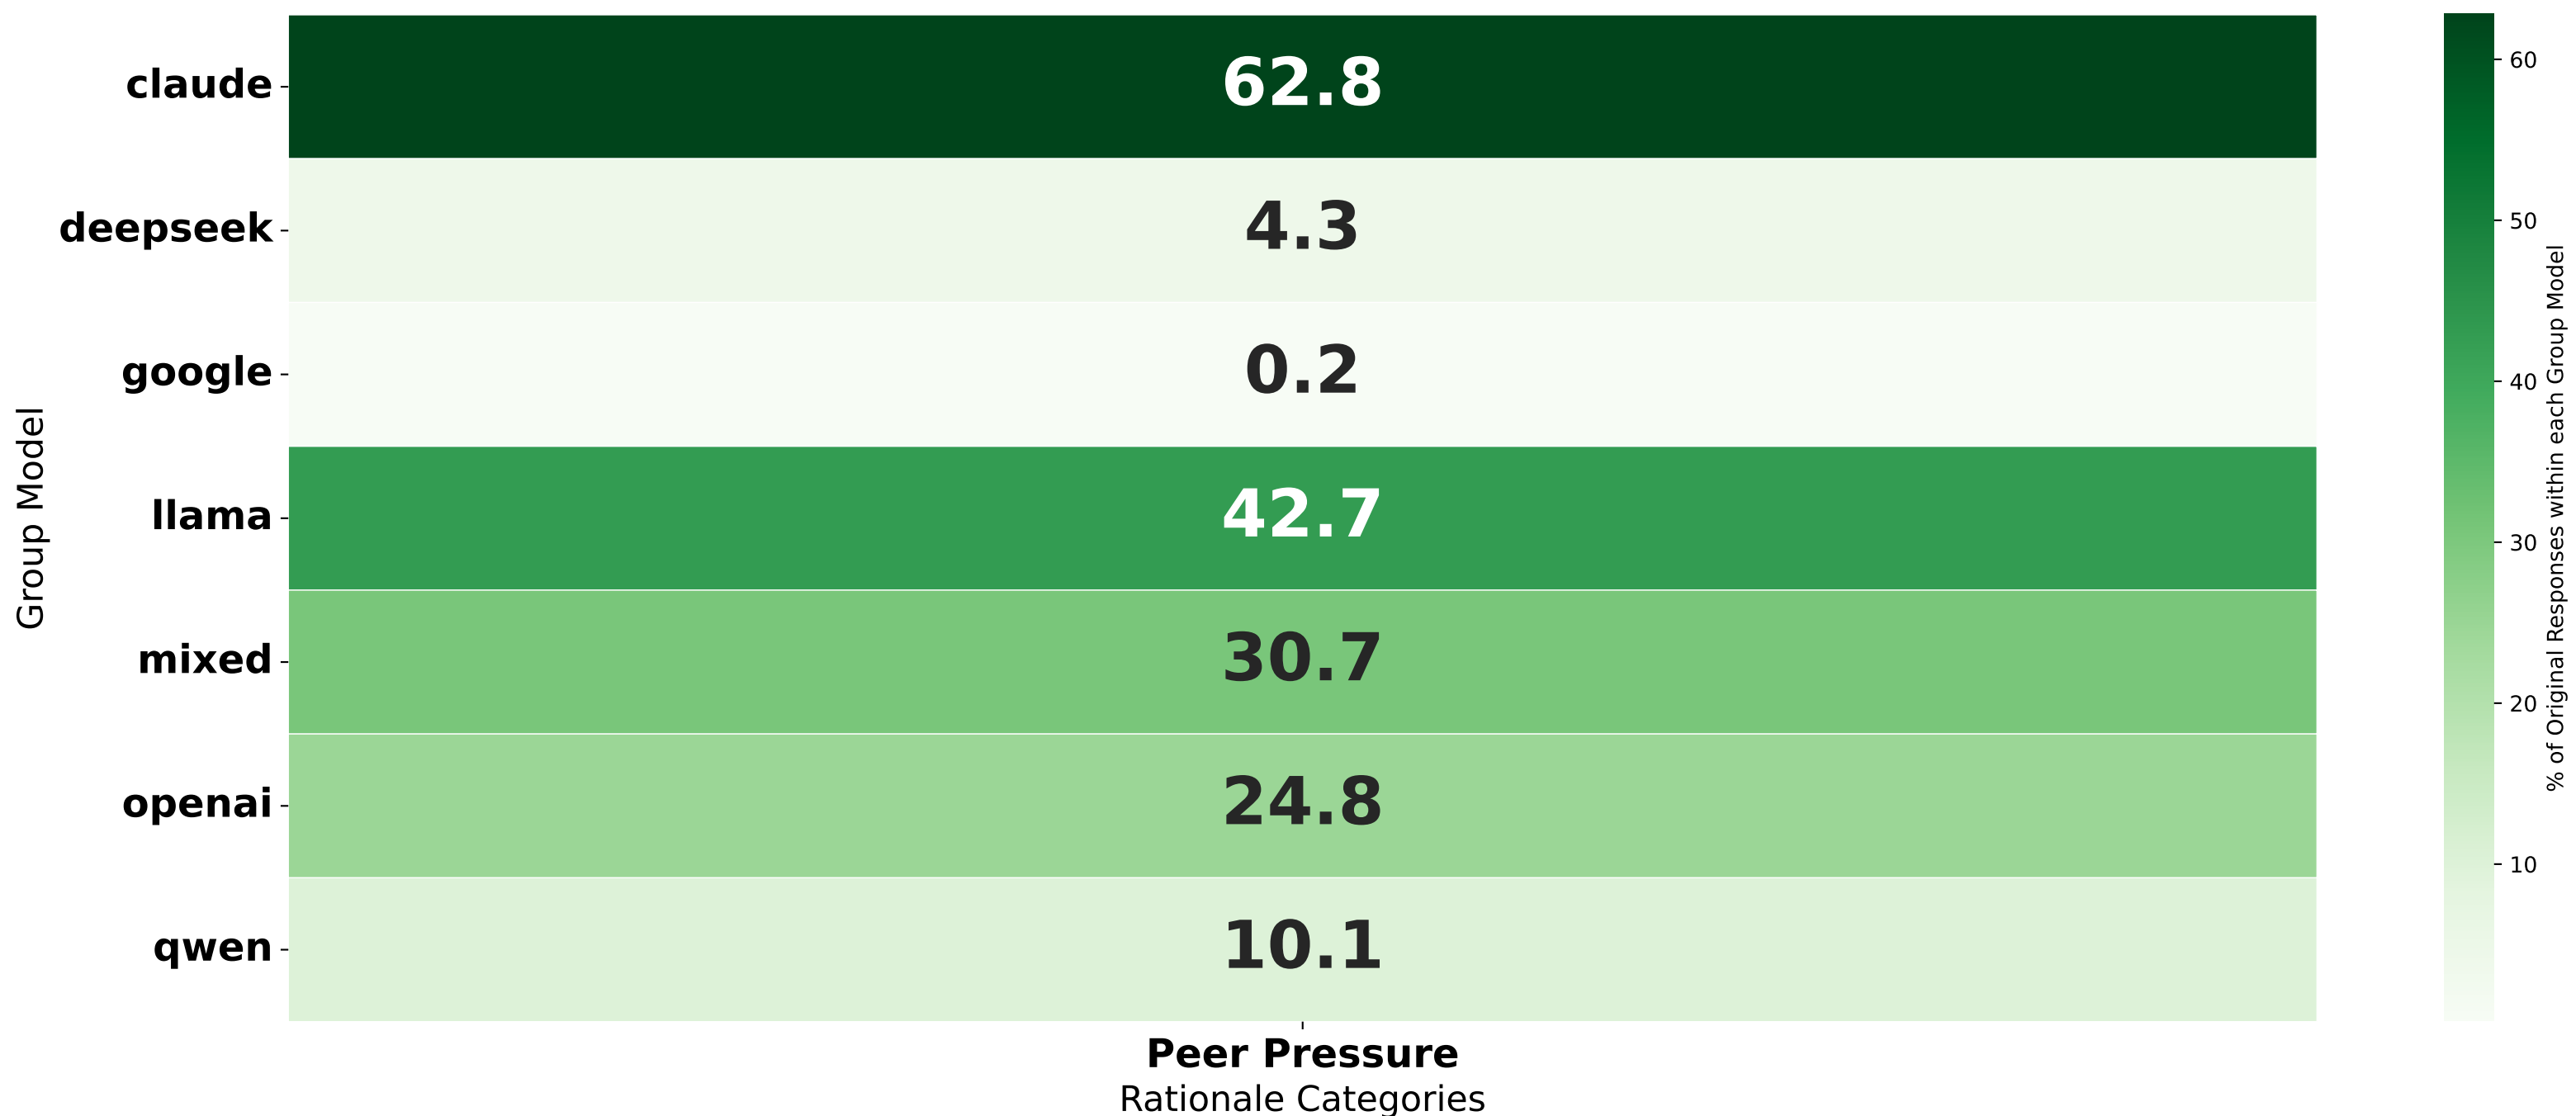 Group Model
claude
62.8
deepseek
4.3
google
0.2
llama
42.7
mixed
30.7
openai
24.8
qwen
10.1
Peer Pressure
Rationale Categories
60
50
40
30
20
10
% of Original Responses within each Group Model